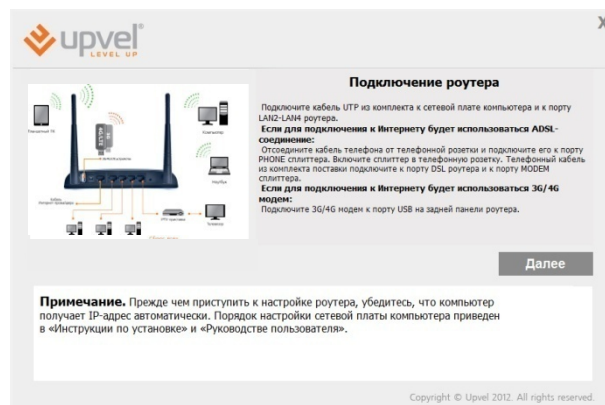 X
upvel
LEVEL UP
Подключение роутера
Подключите кабель UTP из комплекта к сетевой плате компьютера и к порту
LAN2-LAN4 роутера.
Если для подключения к Интернету будет использоваться ADSL-
соединение:
Отсоедините кабель телефона от телефонной розетки и подключите его к порту
PHONE сплиттера. Включите сплиттер в телефонную розетку. Телефонный кабель
из комплекта поставки подключите к порту DSL роутера и к порту MODEM
сплиттера.
Если для подключения к Интернету будет использоваться 3G/4G
модем:
Подключите 3G/4G модем к порту USB на задней панели роутера.
4G-LTE
Компьютер
Ноутбук
Кабель
Телевизор
Далее
Примечание. Прежде чем приступить к настройке роутера, убедитесь, что компьютер
получает IP-адрес автоматически. Порядок настройки сетевой платы компьютера приведен
в «Инструкции по установке» и «Руководстве пользователя».
Copyright © Upvel 2012. All rights reserved.